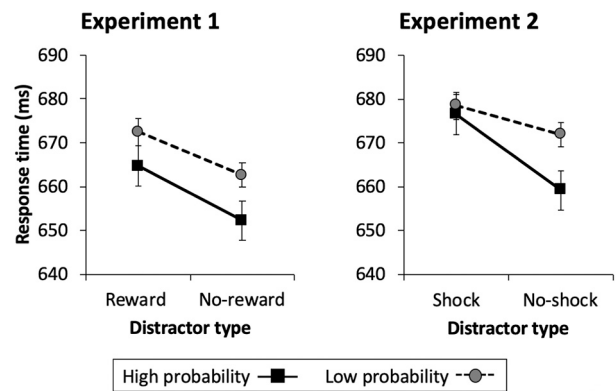 Experiment 1
690
680
670
660
650
640
Response time (ms)
Reward No-reward
Distractor type
Experiment 2
690
680
670
660
650
640
Shock No-shock
Distractor type
High probability Low probability